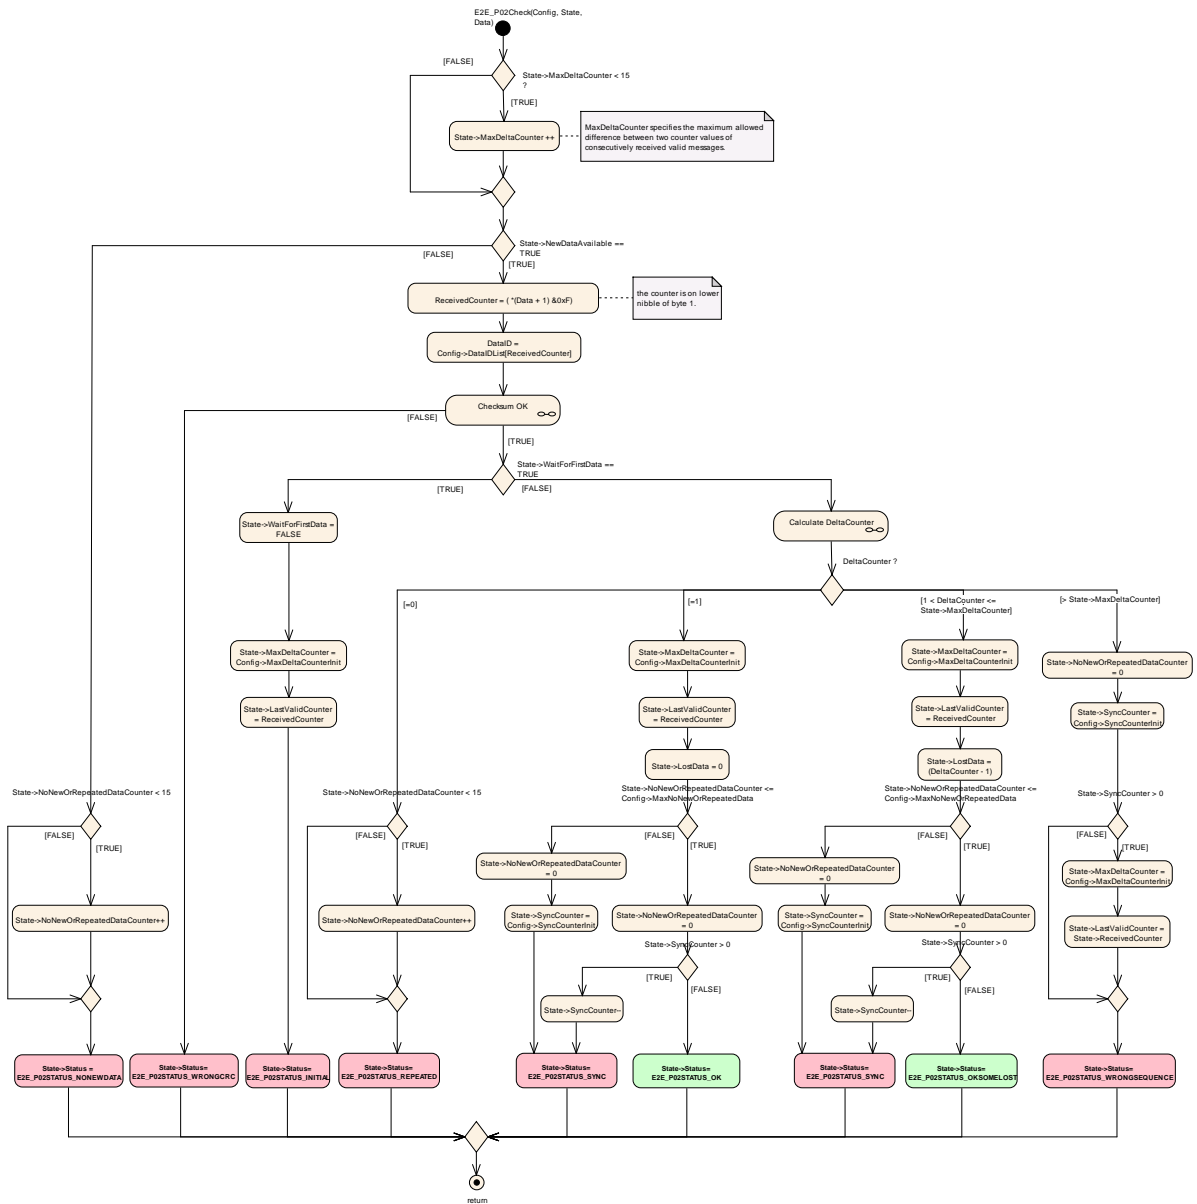 E2E_P02Check(Config, State,
Data)
[FALSE]
State->MaxDeltaCounter < 15
?
[TRUE]
State->MaxDeltaCounter ++
MaxDeltaCounter specifies the maximum allowed
difference between two counter values of
consecutively received valid messages.
State->NewDataAvailable ==
TRUE
[FALSE]
[TRUE]
ReceivedCounter = ( *(Data + 1) &0xF)
the counter is on lower
nibble of byte 1.
DataID =
Config->DataIDList[ReceivedCounter]
Checksum OK
[FALSE]
[TRUE]
State->WaitForFirstData ==
TRUE
[TRUE]
[FALSE]
State->WaitForFirstData =
FALSE
Calculate DeltaCounter
DeltaCounter ?
[=0]
[=1]
[1 < DeltaCounter <=
State->MaxDeltaCounter]
[> State->MaxDeltaCounter]
State->MaxDeltaCounter =
Config->MaxDeltaCounterInit
State->MaxDeltaCounter =
Config->MaxDeltaCounterInit
State->MaxDeltaCounter =
Config->MaxDeltaCounterInit
State->NoNewOrRepeatedDataCounter
= 0
State->LastValidCounter
= ReceivedCounter
State->LastValidCounter
= ReceivedCounter
State->LastValidCounter
= ReceivedCounter
State->SyncCounter =
Config->SyncCounterInit
State->LostData = 0
State->LostData =
(DeltaCounter - 1)
State->NoNewOrRepeatedDataCounter < 15
State->NoNewOrRepeatedDataCounter < 15
State->NoNewOrRepeatedDataCounter <=
Config->MaxNoNewOrRepeatedData
State->NoNewOrRepeatedDataCounter <=
Config->MaxNoNewOrRepeatedData
State->SyncCounter > 0
[FALSE]
[TRUE]
[FALSE]
[TRUE]
[FALSE]
[TRUE]
[FALSE]
[TRUE]
[FALSE]
[TRUE]
State->NoNewOrRepeatedDataCounter
= 0
State->NoNewOrRepeatedDataCounter
= 0
State->MaxDeltaCounter =
Config->MaxDeltaCounterInit
State->NoNewOrRepeatedDataCounter++
State->NoNewOrRepeatedDataCounter++
State->SyncCounter =
Config->SyncCounterInit
State->NoNewOrRepeatedDataCounter
= 0
State->SyncCounter =
Config->SyncCounterInit
State->NoNewOrRepeatedDataCounter
= 0
State->LastValidCounter =
State->ReceivedCounter
State->SyncCounter > 0
State->SyncCounter > 0
[TRUE]
[FALSE]
[TRUE]
[FALSE]
State->SyncCounter--
State->SyncCounter--
State->Status =
E2E_P02STATUS_NONEWDATA
State->Status=
E2E_P02STATUS_WRONGCRC
State->Status=
E2E_P02STATUS_INITIAL
State->Status=
E2E_P02STATUS_REPEATED
State->Status=
E2E_P02STATUS_SYNC
State->Status=
E2E_P02STATUS_OK
State->Status=
E2E_P02STATUS_SYNC
State->Status=
E2E_P02STATUS_OKSOMELOST
State->Status=
E2E_P02STATUS_WRONGSEQUENCE
return